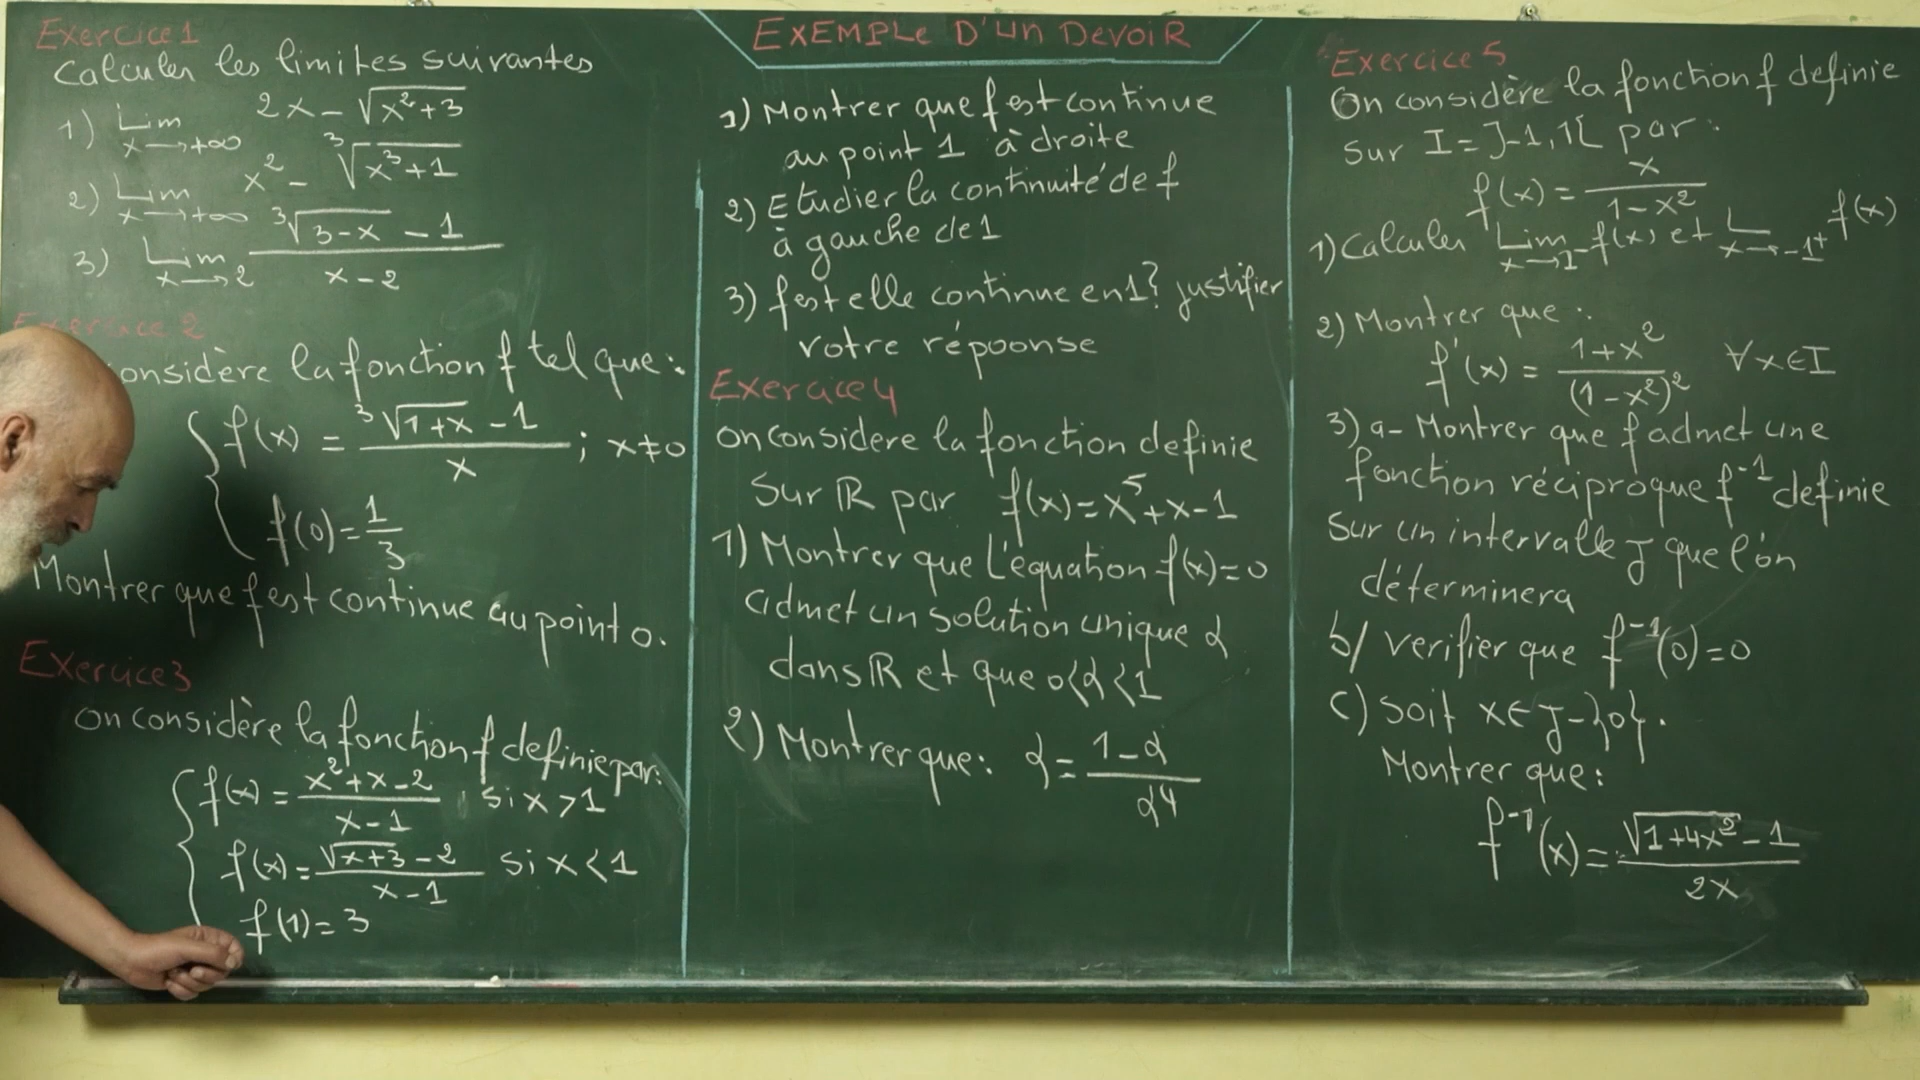 EXEMPLE D'UN DEVOIR
Exercice 1
Calculer les limites suivantes
1) Lim x→+∞ 2x - √(x²+3)
2) Lim x→+∞ x² - ∛(x³+1)
3) Lim x→2 (∛(3-x) - 1)/(x-2)
Exercice 2
onsidère la fonction f tel que:
f(x) = (∛(1+x) - 1)/x ; x≠0
f(0) = 1/3
Montrer que f est continue au point 0.
Exercice 3
On considère la fonction f definie par:
f(x) = (x²+x-2)/(x-1), si x>1
f(x) = (√(x+3) - 2)/(x-1) si x<1
f(1) = 3
1) Montrer que f est continue
au point 1 à droite
2) Etudier la continuité de f
à gauche de 1
3) f est elle continue en 1? justifier
votre répoonse
Exercice 4
on considere la fonction definie
Sur ℝ par f(x) = x⁵+x-1
1) Montrer que L'équation f(x)=0
admet un solution unique α
dans ℝ et que 0<α<1
2) Montrer que: α = (1-α)/α⁴
Exercice 5
On considère la fonction f definie
Sur I = ]-1,1[ par:
f(x) = x/(1-x²)
1) Calculer Lim x→1⁻ f(x) et L x→-1⁺ f(x)
2) Montrer que:
f'(x) = (1+x²)/(1-x²)² ∀x∈I
3) a- Montrer que f admet une
fonction réciproque f⁻¹ definie
Sur un intervalle J que l'ón
déterminera
b/ verifier que f⁻¹(0)=0
c) soit x∈J-}0{.
Montrer que:
f⁻¹(x) = (√(1+4x²) - 1)/2x